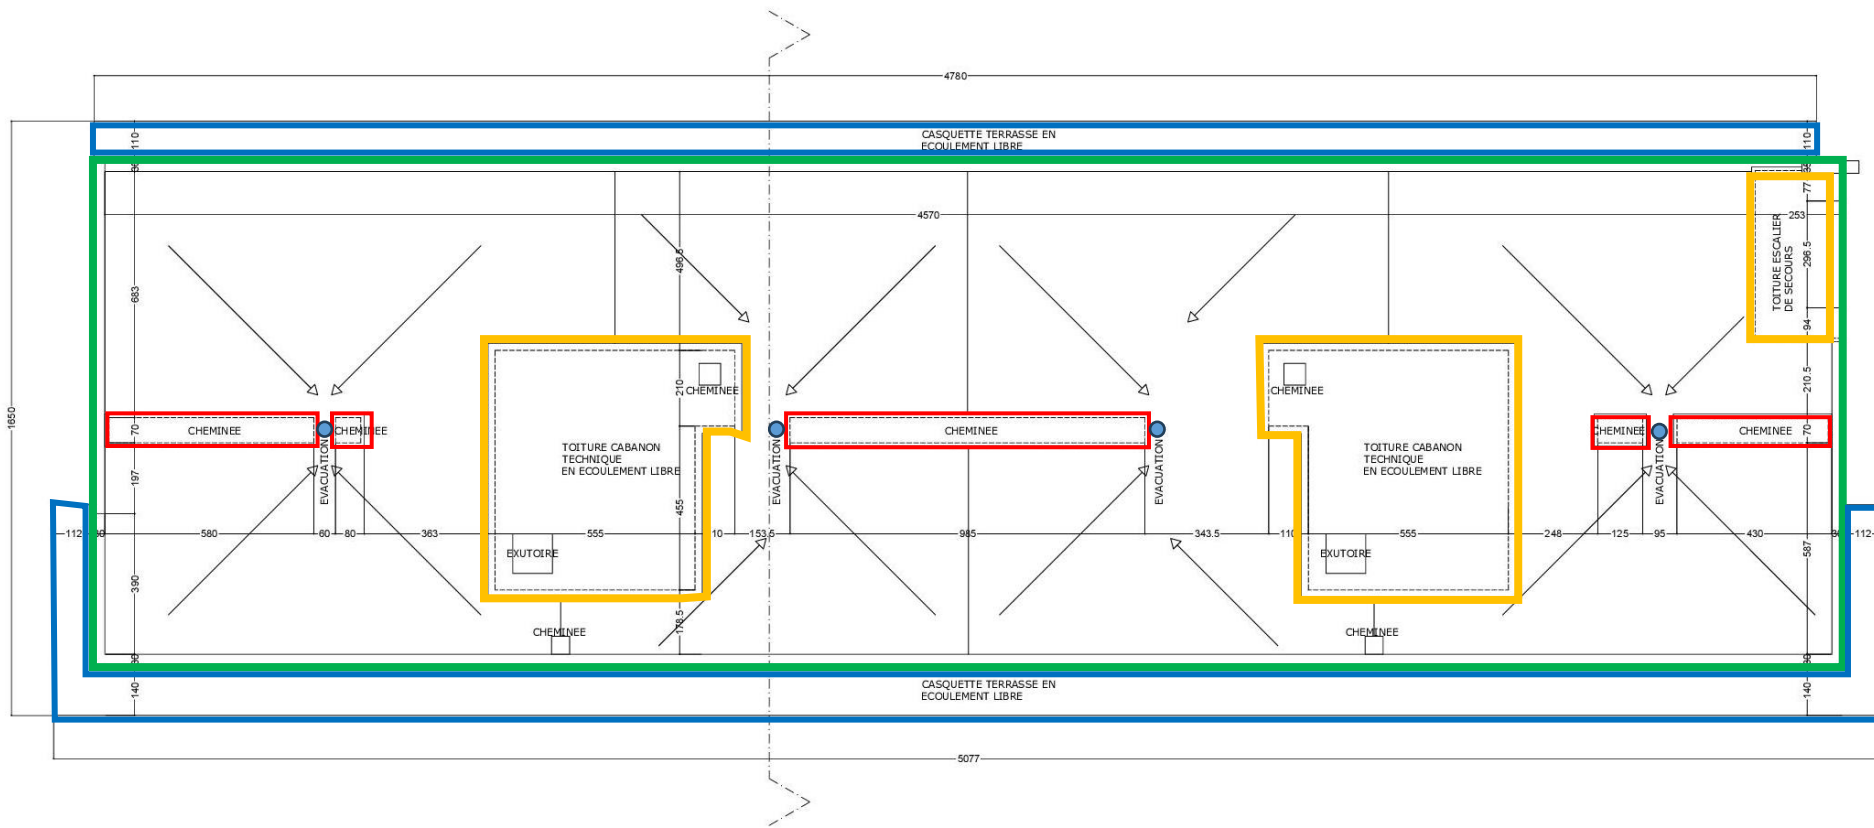 4780
1650
110
CASQUETTE TERRASSE EN
ECOULEMENT LIBRE
110
77
4570
253
TOITURE ESCALIER
DE SECOURS
296.5
496.5
683
94
210
210.5
CHEMINEE
CHEMINEE
CHEMINEE
CHEMINEE
CHEMINEE
CHEMINEE
CHEMINEE
70
70
TOITURE CABANON
TECHNIQUE
EN ECOULEMENT LIBRE
TOITURE CABANON
TECHNIQUE
EN ECOULEMENT LIBRE
EVACUATION
EVACUATION
EVACUATION
EVACUATION
197
455
112
580
60
80
363
555
10
153.5
985
343.5
110
555
248
125
95
430
112
EXUTOIRE
EXUTOIRE
587
390
178.5
CHEMINEE
CHEMINEE
140
CASQUETTE TERRASSE EN
ECOULEMENT LIBRE
140
5077